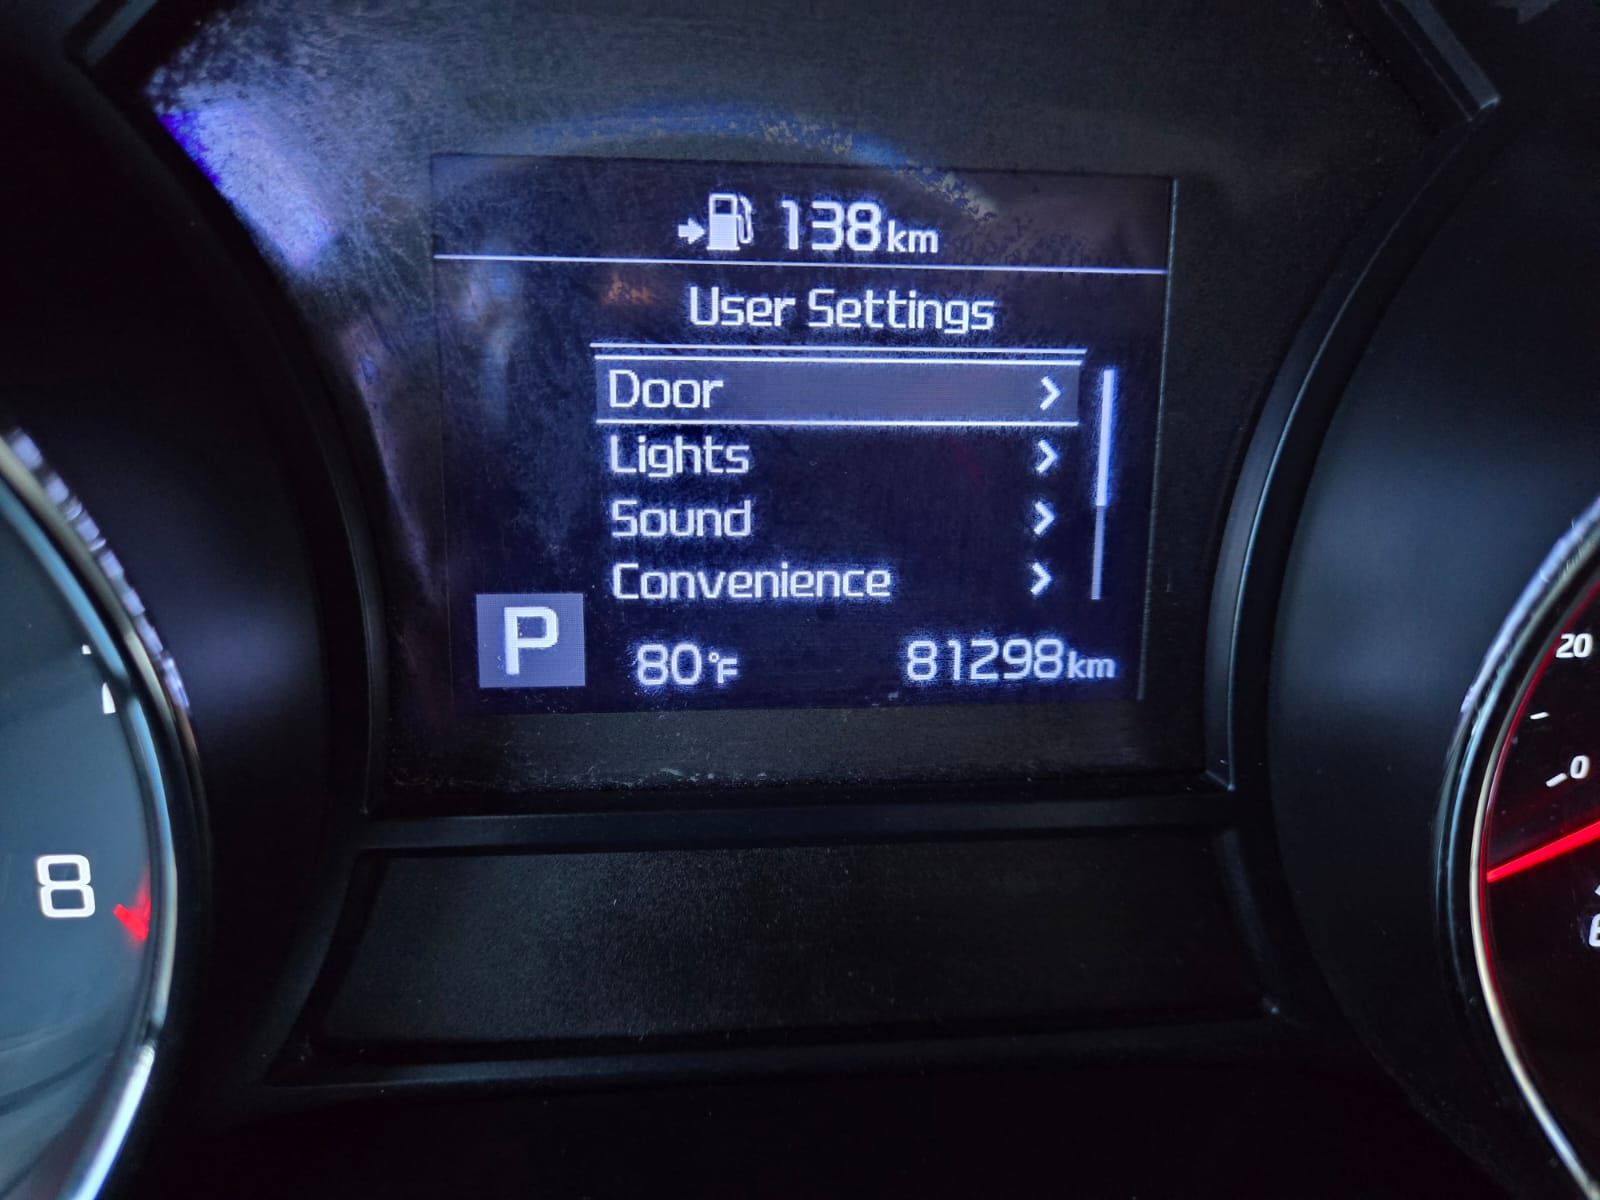 138km
User Settings
Door
Lights
Sound
Convenience
P
80°F 81298km
8
20
0